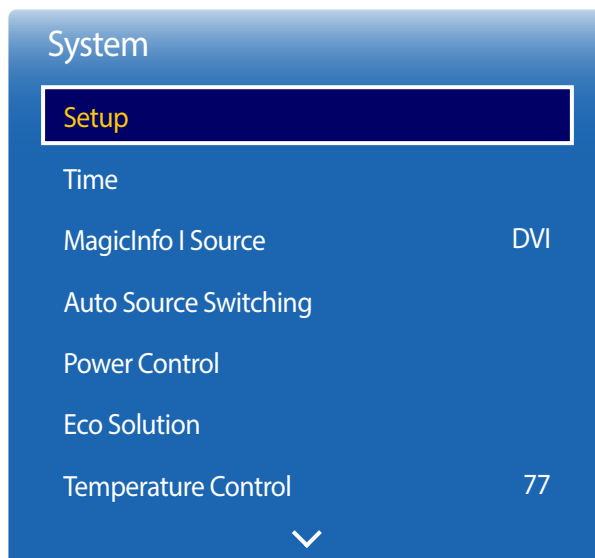 System
Setup
Time
MagicInfo I Source DVI
Auto Source Switching
Power Control
Eco Solution
Temperature Control 77